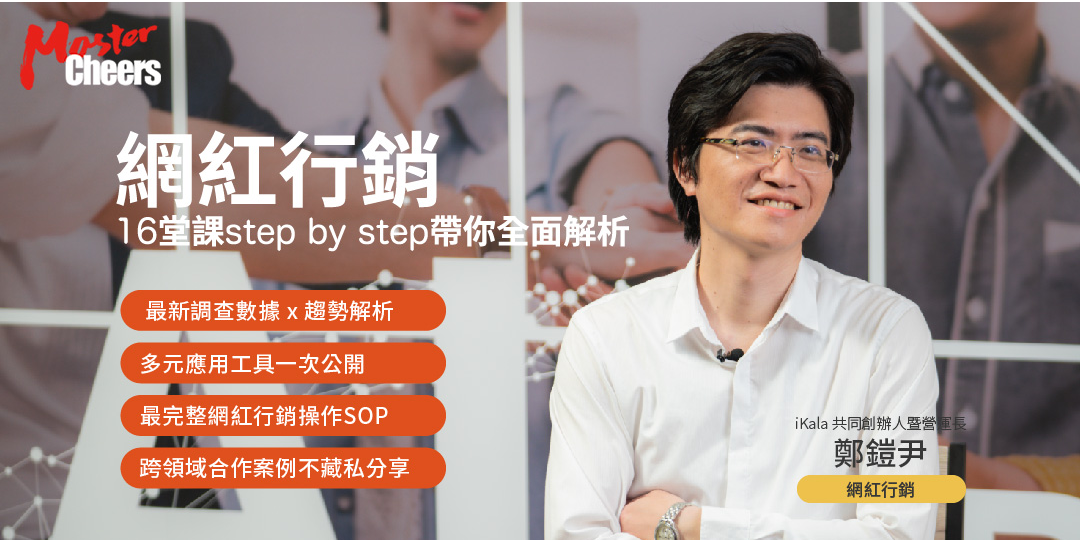 Master
Cheers
網紅行銷
16堂課step by step帶你全面解析
最新調查數據 x 趨勢解析
多元應用工具一次公開
最完整網紅行銷操作SOP
跨領域合作案例不藏私分享
iKala 共同創辦人暨營運長
鄭鎧尹
網紅行銷